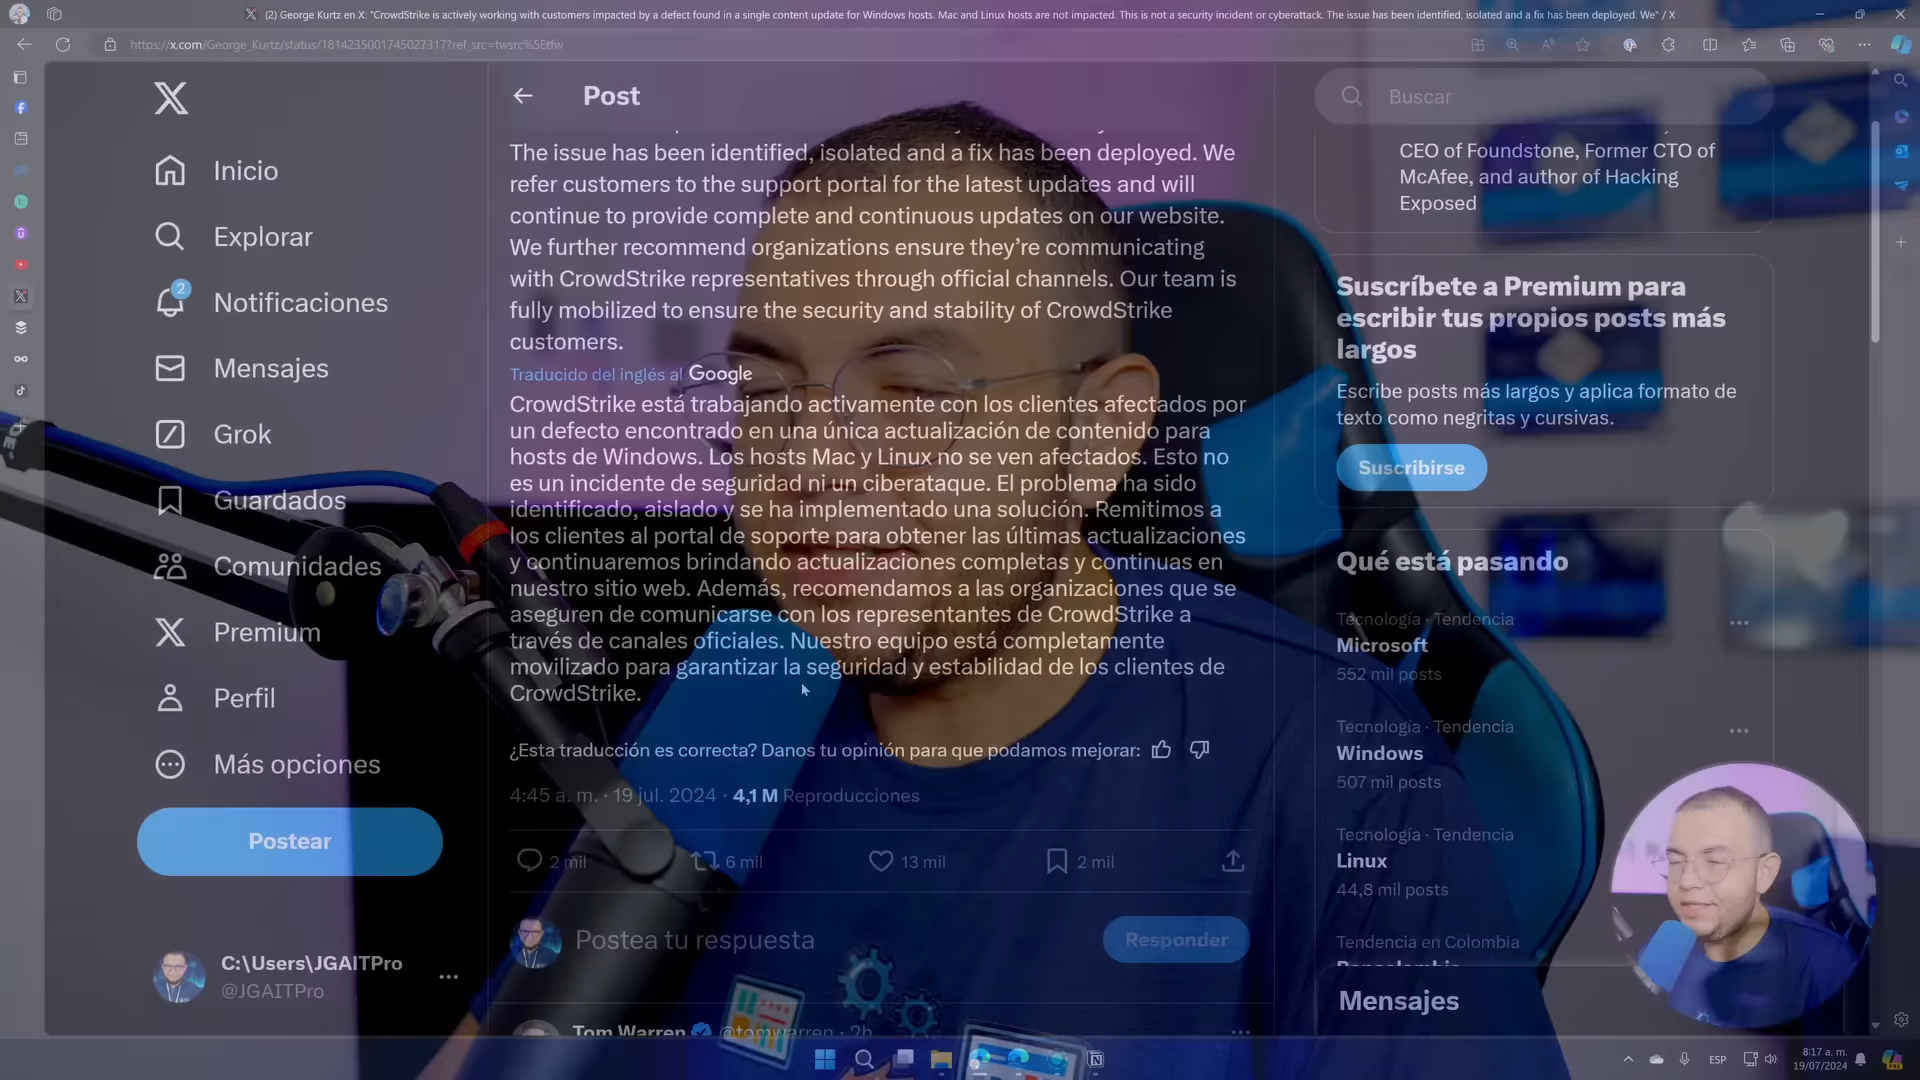 (2) George Kurtz en X: "CrowdStrike is actively working with customers impacted by a defect found in a single content update for Windows hosts. Mac and Linux hosts are not impacted. This is not a security incident or cyberattack. The issue has been identified, isolated and a fix has been deployed. We" / X
https://x.com/George_Kurtz/status/1814235001745027317?ref_src=twsrc%5Etfw
Inicio
Explorar
2
Notificaciones
Mensajes
Grok
Guardados
Comunidades
Premium
Perfil
Más opciones
Postear
C:\Users\JGAITPro
@JGAITPro
Post
The issue has been identified, isolated and a fix has been deployed. We
refer customers to the support portal for the latest updates and will
continue to provide complete and continuous updates on our website.
We further recommend organizations ensure they’re communicating
with CrowdStrike representatives through official channels. Our team is
fully mobilized to ensure the security and stability of CrowdStrike
customers.
Traducido del inglés al Google
CrowdStrike está trabajando activamente con los clientes afectados por
un defecto encontrado en una única actualización de contenido para
hosts de Windows. Los hosts Mac y Linux no se ven afectados. Esto no
es un incidente de seguridad ni un ciberataque. El problema ha sido
identificado, aislado y se ha implementado una solución. Remitimos a
los clientes al portal de soporte para obtener las últimas actualizaciones
y continuaremos brindando actualizaciones completas y continuas en
nuestro sitio web. Además, recomendamos a las organizaciones que se
aseguren de comunicarse con los representantes de CrowdStrike a
través de canales oficiales. Nuestro equipo está completamente
movilizado para garantizar la seguridad y estabilidad de los clientes de
CrowdStrike.
¿Esta traducción es correcta? Danos tu opinión para que podamos mejorar:
4:45 a. m. · 19 jul. 2024 · 4,1 M Reproducciones
2 mil
6 mil
13 mil
2 mil
Postea tu respuesta
Responder
Tom Warren @tomwarren · 2h
Buscar
CEO of Foundstone, Former CTO of
McAfee, and author of Hacking
Exposed
Suscríbete a Premium para
escribir tus propios posts más
largos
Escribe posts más largos y aplica formato de
texto como negritas y cursivas.
Suscribirse
Qué está pasando
Tecnología · Tendencia
Microsoft
552 mil posts
Tecnología · Tendencia
Windows
507 mil posts
Tecnología · Tendencia
Linux
44,8 mil posts
Tendencia en Colombia
Bancolombia
Mensajes
ESP
8:17 a. m.
19/07/2024